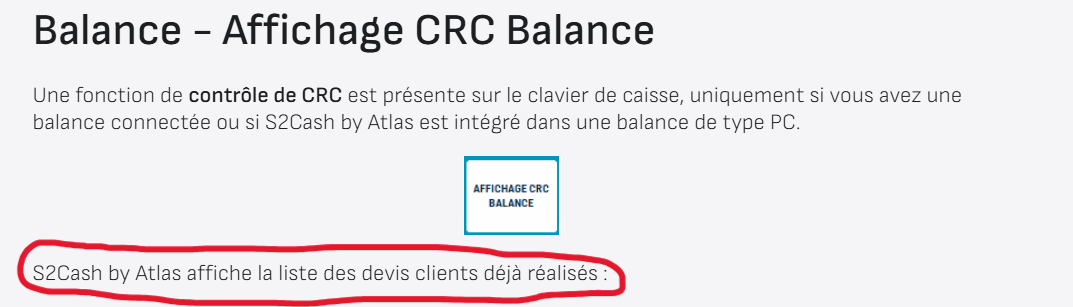 Balance - Affichage CRC Balance
Une fonction de contrôle de CRC est présente sur le clavier de caisse, uniquement si vous avez une
balance connectée ou si S2Cash by Atlas est intégré dans une balance de type PC.
AFFICHAGE CRC
BALANCE
S2Cash by Atlas affiche la liste des devis clients déjà réalisés :